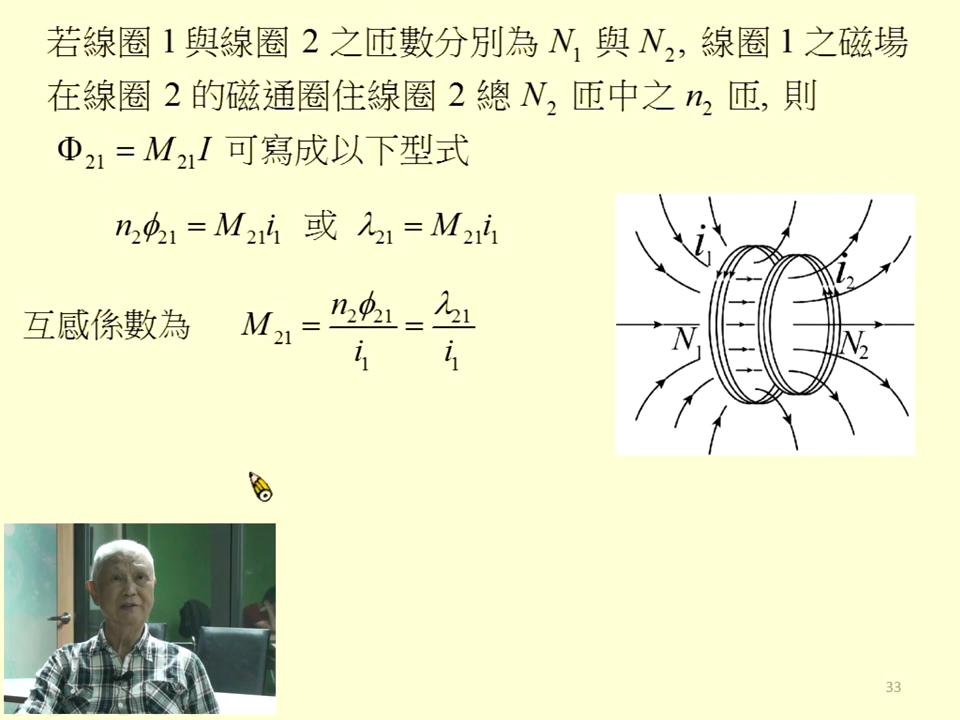 若線圈 1 與線圈 2 之匝數分別為 N₁ 與 N₂, 線圈 1 之磁場
在線圈 2 的磁通圈住線圈 2 總 N₂ 匝中之 n₂ 匝, 則
Φ₂₁ = M₂₁I 可寫成以下型式
n₂ϕ₂₁ = M₂₁i₁ 或 λ₂₁ = M₂₁i₁
互感係數為 M₂₁ = n₂ϕ₂₁/i₁ = λ₂₁/i₁
i₁
i₂
N₁
N₂
33